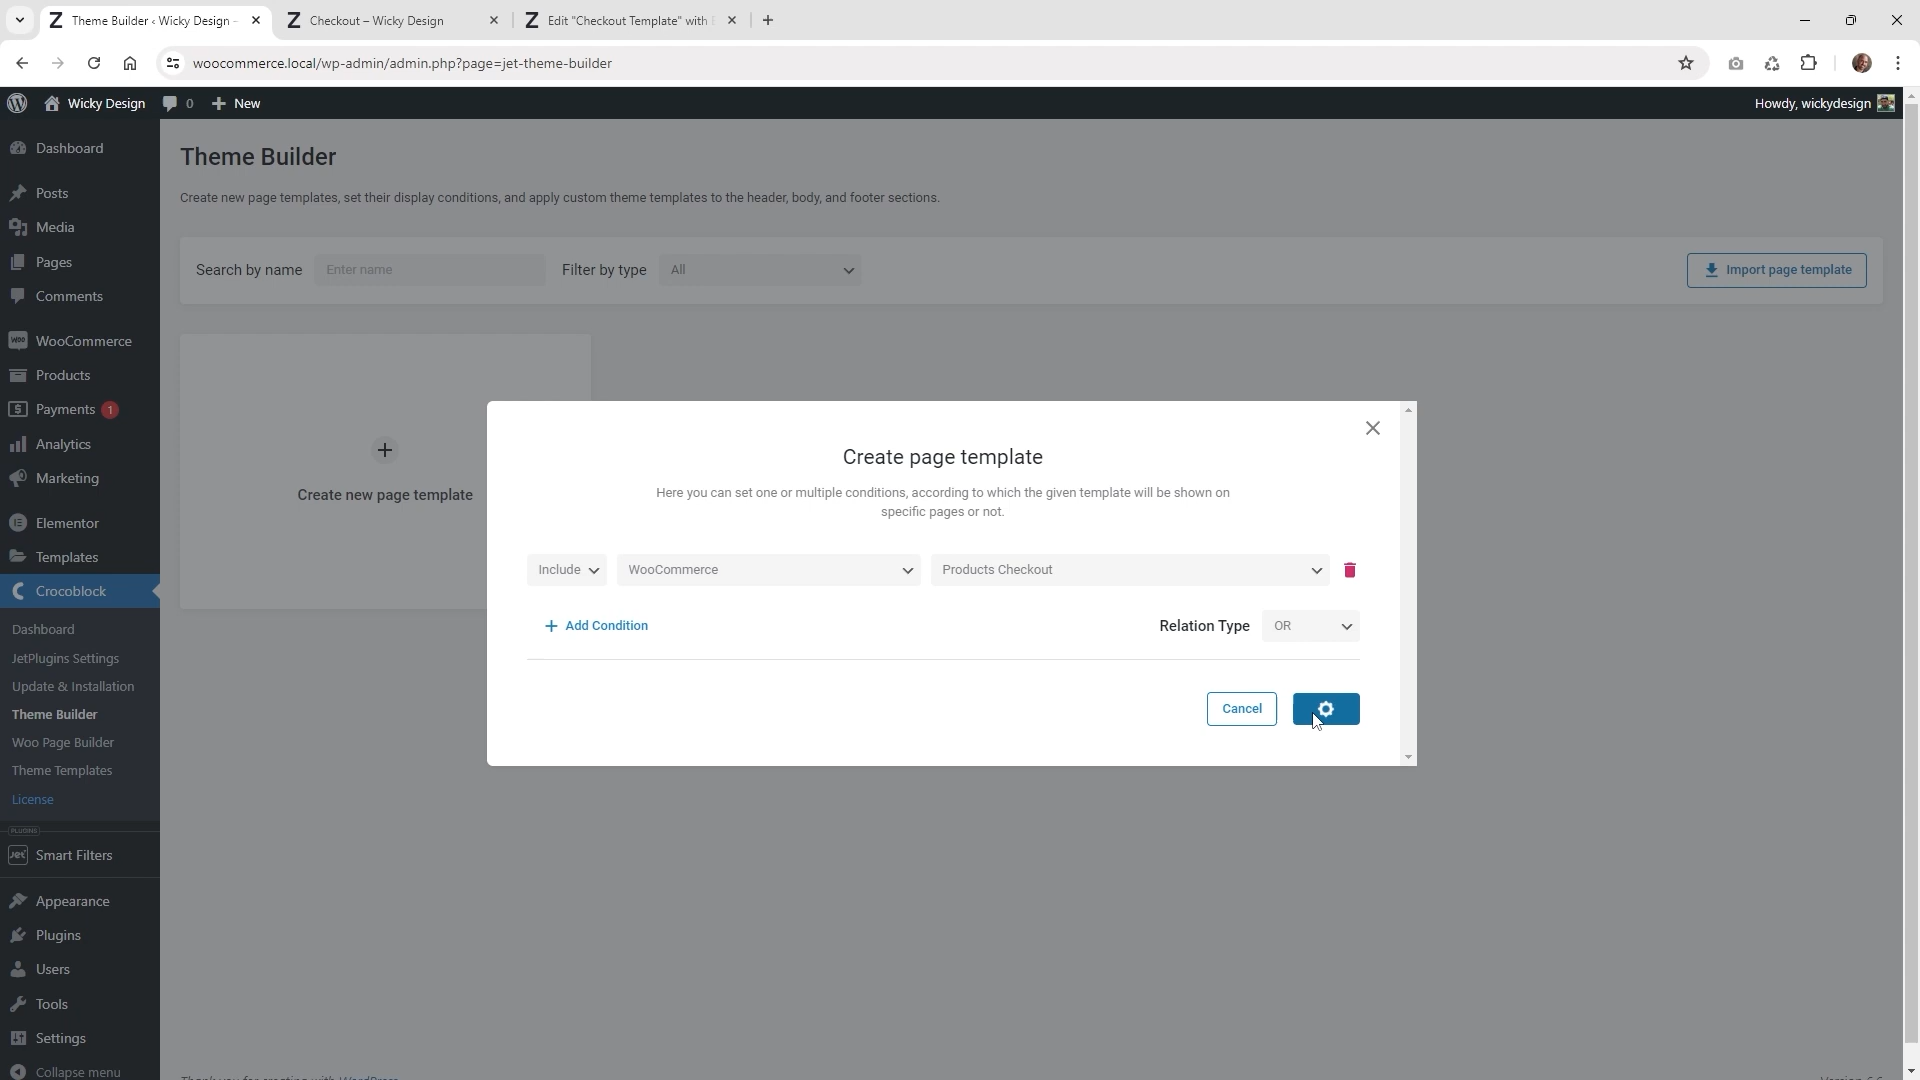 Theme Builder ‹ Wicky Design –
Checkout – Wicky Design
Edit "Checkout Template" with
woocommerce.local/wp-admin/admin.php?page=jet-theme-builder
Wicky Design
0
New
Howdy, wickydesign
Dashboard
Posts
Media
Pages
Comments
WooCommerce
Products
Payments 1
Analytics
Marketing
Elementor
Templates
Crocoblock
Dashboard
JetPlugins Settings
Update & Installation
Theme Builder
Woo Page Builder
Theme Templates
License
PLUGINS
Smart Filters
Appearance
Plugins
Users
Tools
Settings
Collapse menu
Theme Builder
Create new page templates, set their display conditions, and apply custom theme templates to the header, body, and footer sections.
Search by name
Enter name
Filter by type
All
Import page template
Create new page template
Create page template
Here you can set one or multiple conditions, according to which the given template will be shown on
specific pages or not.
Include
WooCommerce
Products Checkout
Add Condition
Relation Type
OR
Cancel